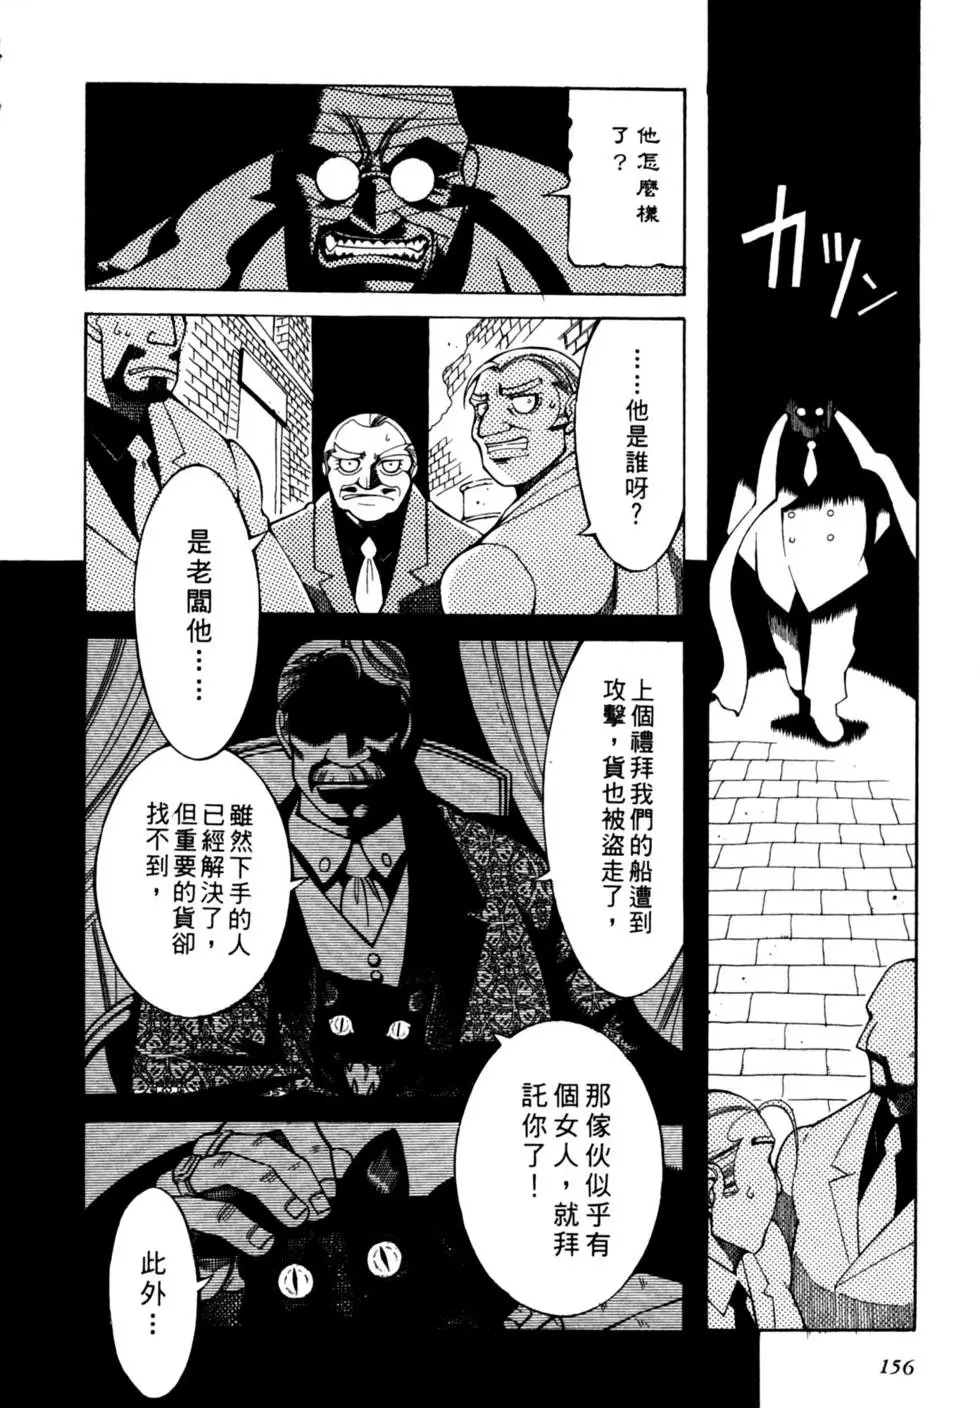 カツン
他怎麼樣
了？
……他是誰呀？
是老闆他……
上個禮拜我們的船遭到
攻擊，貨也被盜走了，
雖然下手的人
已經解決了，
但重要的貨卻
找不到，
那傢伙似乎有
個女人，就拜
託你了！
此外…
156